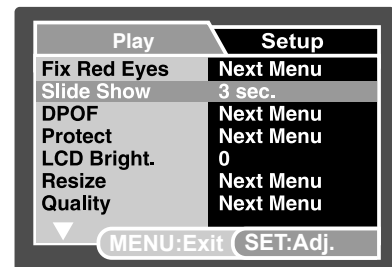 Play Setup
Fix Red Eyes Next Menu
Slide Show 3 sec.
DPOF Next Menu
Protect Next Menu
LCD Bright. 0
Resize Next Menu
Quality Next Menu
MENU:Exit SET:Adj.